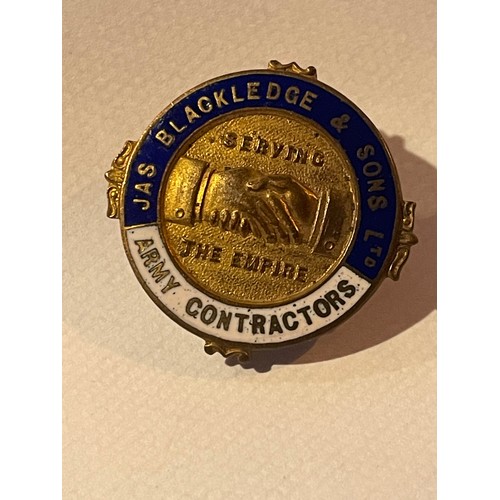 JAS BLACKLEDGE & SONS LTD
SERVING
THE EMPIRE
ARMY CONTRACTORS